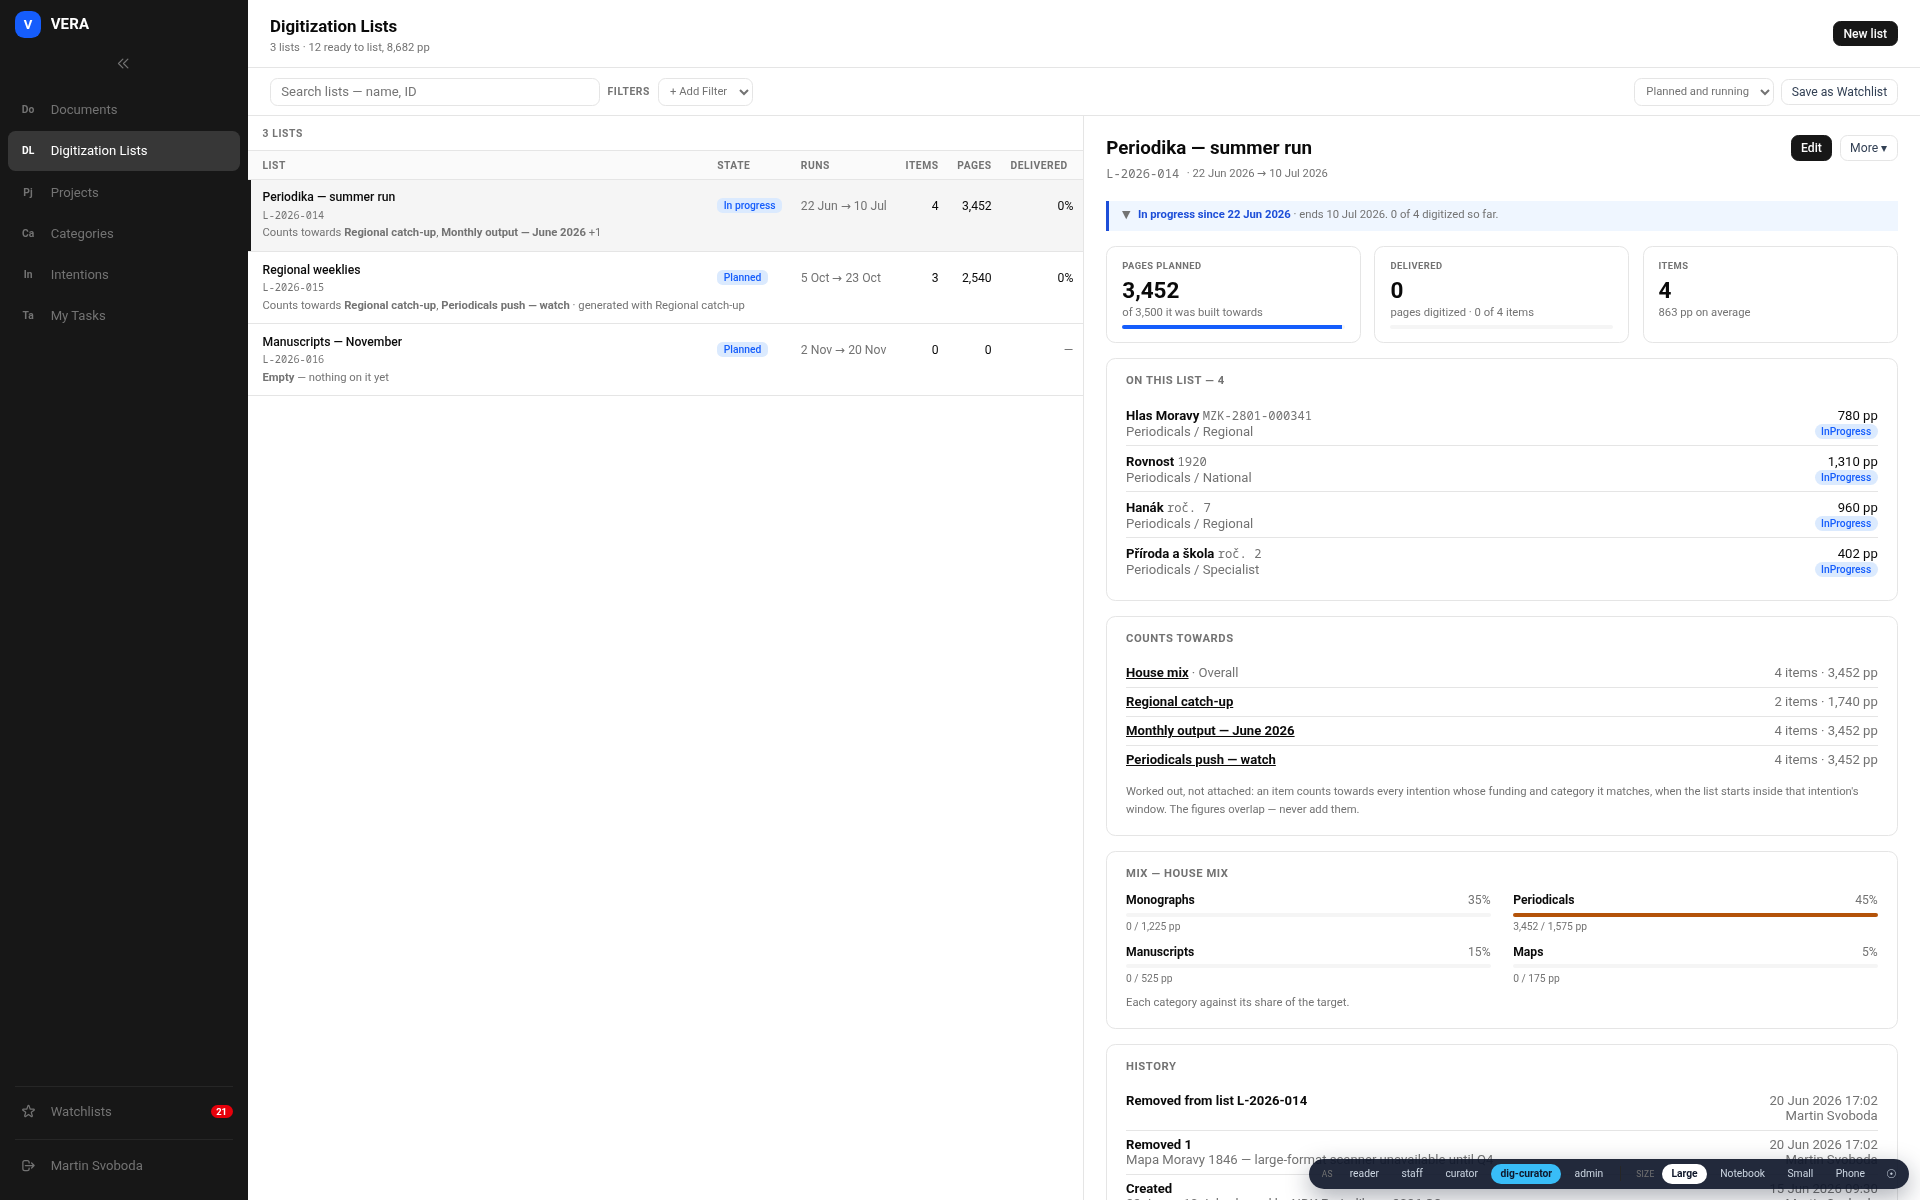 V VERA
Do Documents
DL Digitization Lists
Pj Projects
Ca Categories
In Intentions
Ta My Tasks
Watchlists 21
Martin Svoboda
Digitization Lists
3 lists · 12 ready to list, 8,682 pp
New list
Search lists — name, ID
FILTERS
+ Add Filter
Planned and running
Save as Watchlist
3 LISTS
LIST STATE RUNS ITEMS PAGES DELIVERED
Periodika — summer run
L-2026-014
Counts towards Regional catch-up, Monthly output — June 2026 +1
In progress 22 Jun → 10 Jul 4 3,452 0%
Regional weeklies
L-2026-015
Counts towards Regional catch-up, Periodicals push — watch · generated with Regional catch-up
Planned 5 Oct → 23 Oct 3 2,540 0%
Manuscripts — November
L-2026-016
Empty — nothing on it yet
Planned 2 Nov → 20 Nov 0 0 —
Periodika — summer run
Edit
More ▾
L-2026-014 · 22 Jun 2026 → 10 Jul 2026
▼ In progress since 22 Jun 2026 · ends 10 Jul 2026. 0 of 4 digitized so far.
PAGES PLANNED
3,452
of 3,500 it was built towards
DELIVERED
0
pages digitized · 0 of 4 items
ITEMS
4
863 pp on average
ON THIS LIST — 4
Hlas Moravy MZK-2801-000341 780 pp
Periodicals / Regional InProgress
Rovnost 1920 1,310 pp
Periodicals / National InProgress
Hanák roč. 7 960 pp
Periodicals / Regional InProgress
Příroda a škola roč. 2 402 pp
Periodicals / Specialist InProgress
COUNTS TOWARDS
House mix · Overall 4 items · 3,452 pp
Regional catch-up 2 items · 1,740 pp
Monthly output — June 2026 4 items · 3,452 pp
Periodicals push — watch 4 items · 3,452 pp
Worked out, not attached: an item counts towards every intention whose funding and category it matches, when the list starts inside that intention's
window. The figures overlap — never add them.
MIX — HOUSE MIX
Monographs 35%
0 / 1,225 pp
Periodicals 45%
3,452 / 1,575 pp
Manuscripts 15%
0 / 525 pp
Maps 5%
0 / 175 pp
Each category against its share of the target.
HISTORY
Removed from list L-2026-014 20 Jun 2026 17:02
Martin Svoboda
Removed 1 20 Jun 2026 17:02
Mapa Moravy 1846 — large-format scanner unavailable until Q4 Martin Svoboda
Created
AS reader staff curator dig-curator admin SIZE Large Notebook Small Phone